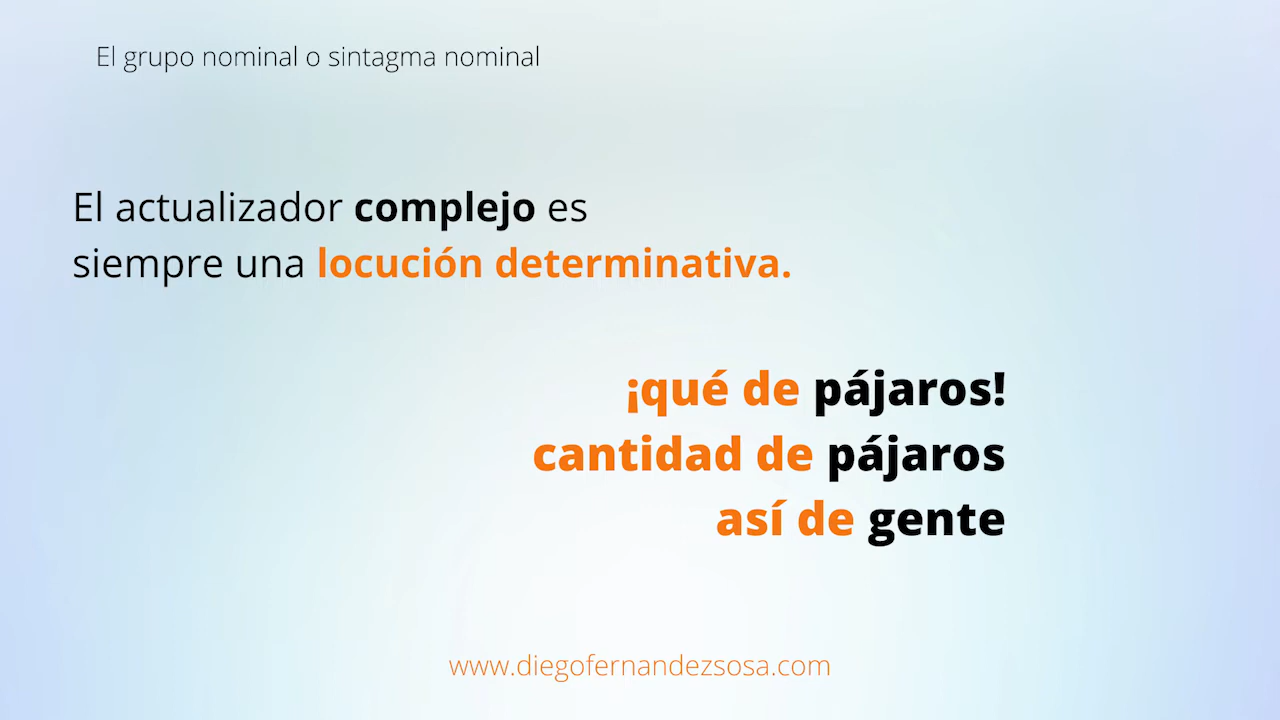 El grupo nominal o sintagma nominal
El actualizador complejo es
siempre una locución determinativa.
¡qué de pájaros!
cantidad de pájaros
así de gente
www.diegofernandezsosa.com